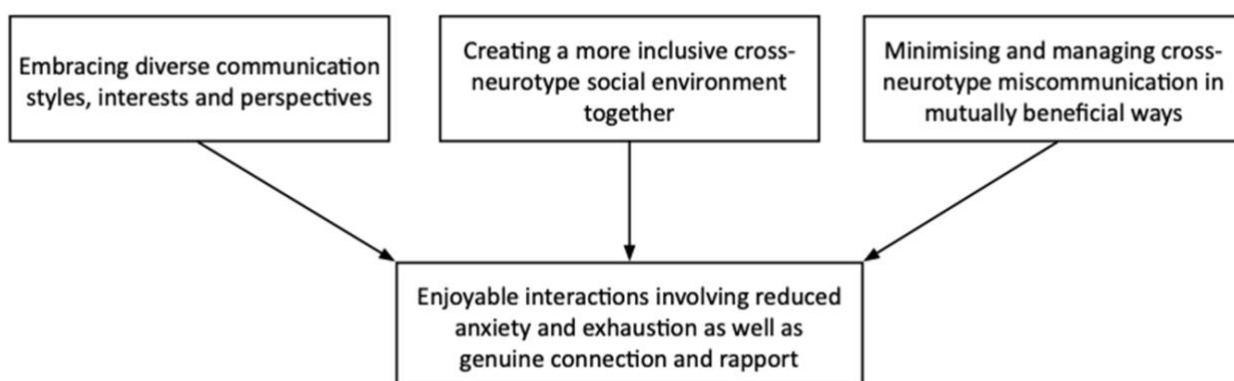 Embracing diverse communication
styles, interests and perspectives
Creating a more inclusive cross-
neurotype social environment
together
Minimising and managing cross-
neurotype miscommunication in
mutually beneficial ways
Enjoyable interactions involving reduced
anxiety and exhaustion as well as
genuine connection and rapport